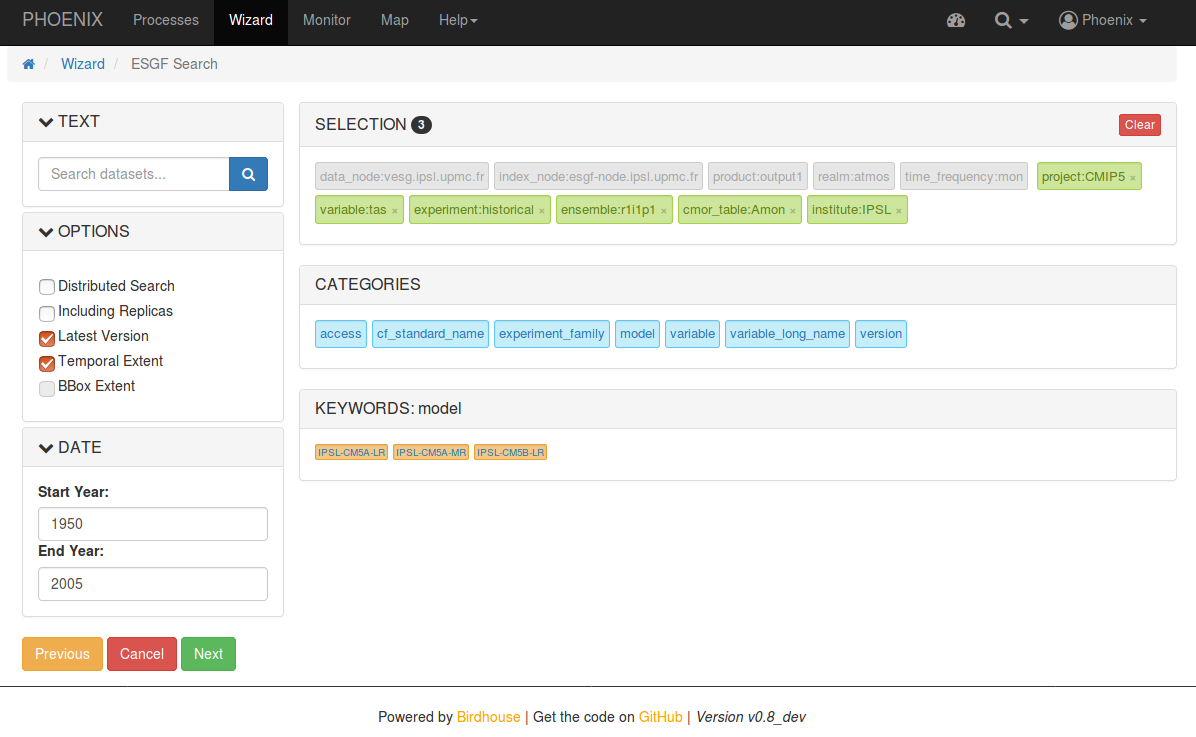 PHOENIX Processes Wizard Monitor Map Help Phoenix
/ Wizard / ESGF Search
TEXT
Search datasets...
OPTIONS
Distributed Search
Including Replicas
Latest Version
Temporal Extent
BBox Extent
DATE
Start Year:
1950
End Year:
2005
Previous Cancel Next
SELECTION 3 Clear
data_node:vesg.ipsl.upmc.fr index_node:esgf-node.ipsl.upmc.fr product:output1 realm:atmos time_frequency:mon project:CMIP5 ×
variable:tas × experiment:historical × ensemble:r1i1p1 × cmor_table:Amon × institute:IPSL ×
CATEGORIES
access cf_standard_name experiment_family model variable variable_long_name version
KEYWORDS: model
IPSL-CM5A-LR IPSL-CM5A-MR IPSL-CM5B-LR
Powered by Birdhouse | Get the code on GitHub | Version v0.8_dev